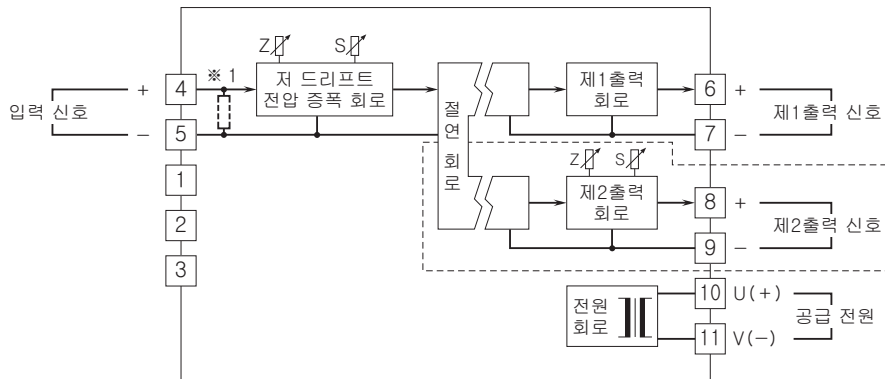 Z S
※ 1
입력 신호
+ 4
− 5
1
2
3
저 드리프트
전압 증폭 회로
절연 회로
제1출력
회로
6 +
7 −
제1출력 신호
Z S
제2출력
회로
8 +
9 −
제2출력 신호
전원
회로
10 U(+)
11 V(−)
공급 전원